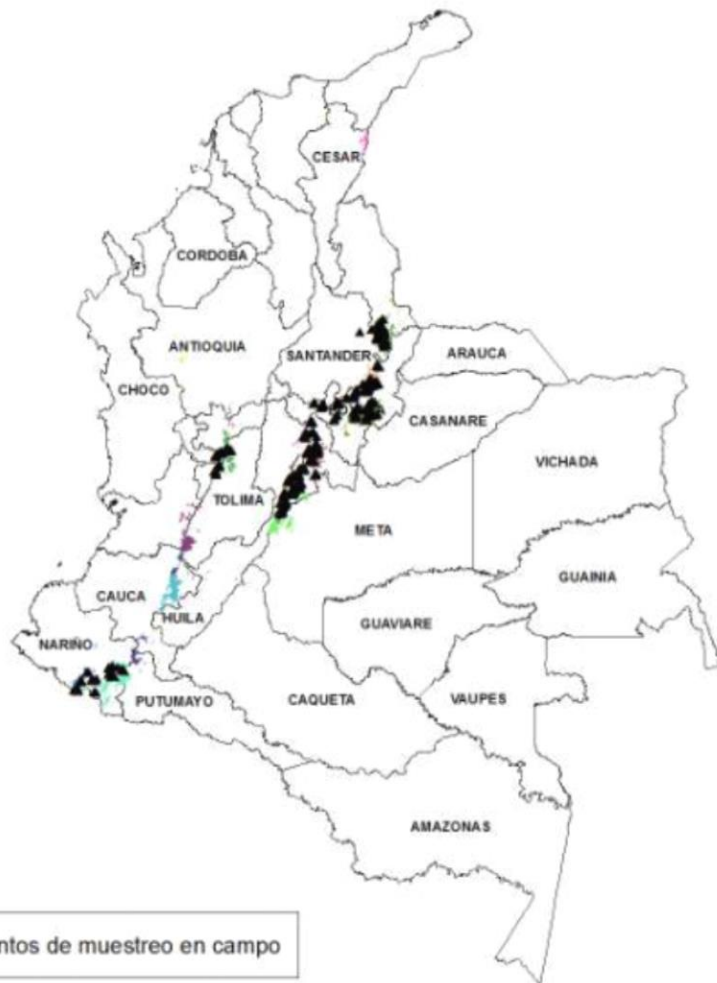 CESAR
CORDOBA
ANTIOQUIA
SANTANDER
ARAUCA
CHOCO
CASANARE
VICHADA
TOLIMA
META
GUAINIA
CAUCA
HUILA
GUAVIARE
NARIÑO
PUTUMAYO
CAQUETA
VAUPES
AMAZONAS
ntos de muestreo en campo